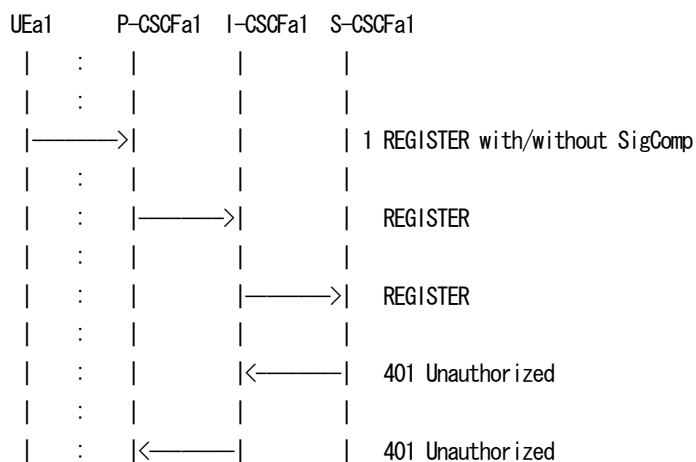 UEa1 P-CSCFa1 I-CSCFa1 S-CSCFa1
1 REGISTER with/without SigComp
REGISTER
REGISTER
401 Unauthorized
401 Unauthorized